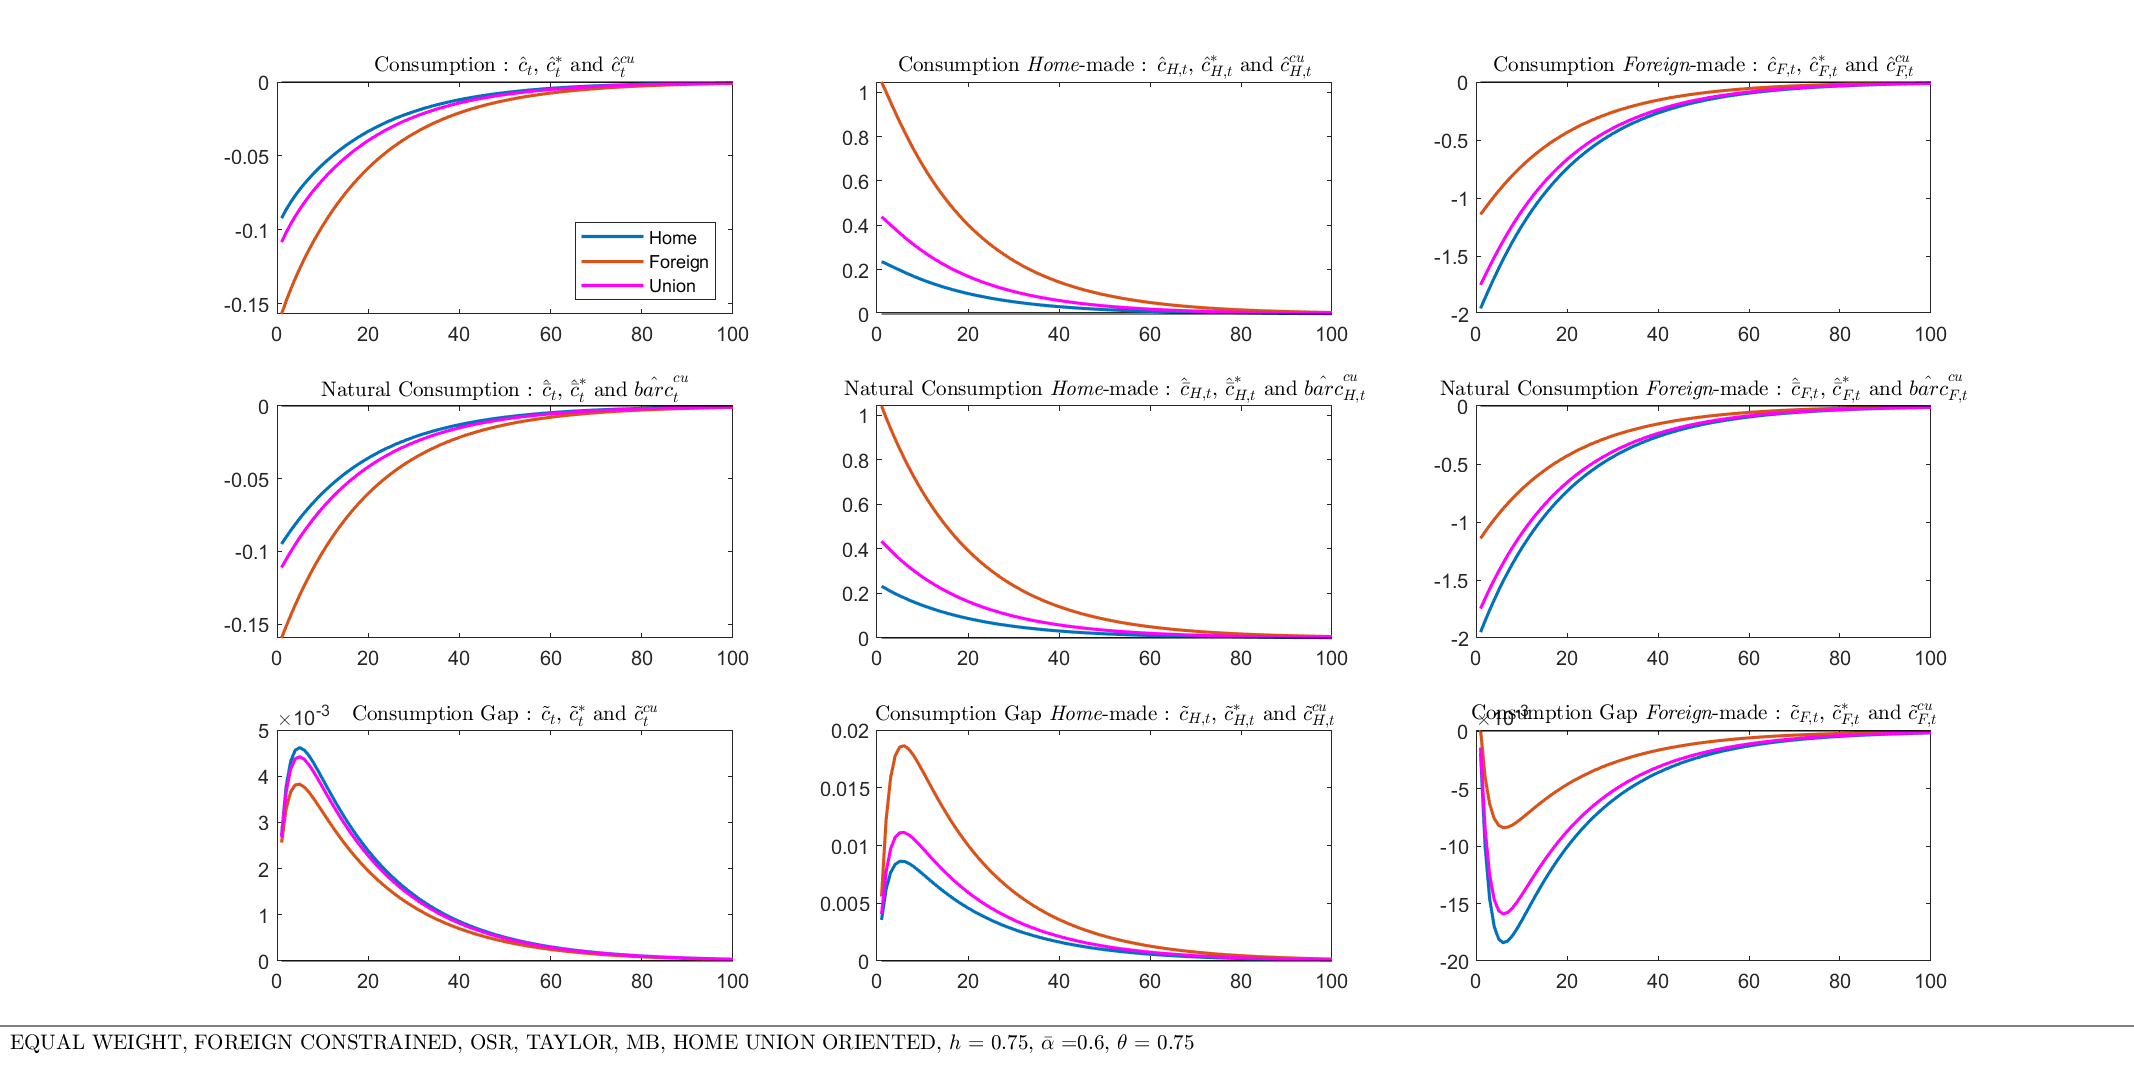 Consumption : ĉ_t, ĉ*_t and ĉ^cu_t
Consumption Home-made : ĉ_H,t, ĉ*_H,t and ĉ^cu_H,t
Consumption Foreign-made : ĉ_F,t, ĉ*_F,t and ĉ^cu_F,t
0
-0.05
-0.1
-0.15
0 20 40 60 80 100
Home
Foreign
Union
1
0.8
0.6
0.4
0.2
0
0 20 40 60 80 100
0
-0.5
-1
-1.5
-2
0 20 40 60 80 100
Natural Consumption : c̄̂_t, c̄̂*_t and bar̂c^cu_t
Natural Consumption Home-made : c̄̂_H,t, c̄̂*_H,t and bar̂c^cu_H,t
Natural Consumption Foreign-made : c̄̂_F,t, c̄̂*_F,t and bar̂c^cu_F,t
0
-0.05
-0.1
-0.15
0 20 40 60 80 100
1
0.8
0.6
0.4
0.2
0
0 20 40 60 80 100
0
-0.5
-1
-1.5
-2
0 20 40 60 80 100
×10^-3 Consumption Gap : c̃_t, c̃*_t and c̃^cu_t
Consumption Gap Home-made : c̃_H,t, c̃*_H,t and c̃^cu_H,t
Consumption Gap Foreign-made : c̃_F,t, c̃*_F,t and c̃^cu_F,t
×10^-3
5
4
3
2
1
0
0 20 40 60 80 100
0.02
0.015
0.01
0.005
0
0 20 40 60 80 100
0
-5
-10
-15
-20
0 20 40 60 80 100
EQUAL WEIGHT, FOREIGN CONSTRAINED, OSR, TAYLOR, MB, HOME UNION ORIENTED, h = 0.75, ᾱ =0.6, θ = 0.75